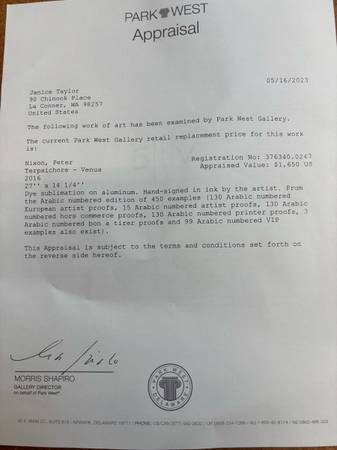 PARK WEST
Appraisal
05/16/2023
Janice Taylor
90 Chinook Place
La Conner, WA 98257
United States
The following work of art has been examined by Park West Gallery.
The current Park West Gallery retail replacement price for this work
is:
Nixon, Peter Registration No: 376340.0247
Terpsichore - Venus Appraised Value: $1,650 US
2016
27'' x 14 1/4''
Dye sublimation on aluminum. Hand-signed in ink by the artist. From
the Arabic numbered edition of 450 examples (130 Arabic numbered
European artist proofs, 15 Arabic numbered artist proofs, 130 Arabic
numbered hors commerce proofs, 130 Arabic numbered printer proofs, 3
Arabic numbered bon a tirer proofs and 99 Arabic numbered VIP
examples also exist).
This Appraisal is subject to the terms and conditions set forth on
the reverse side hereof.
MORRIS SHAPIRO
GALLERY DIRECTOR
on behalf of Park West®
PARK WEST
DELAWARE
NEWARK, DELAWARE 19711 / PHONE: